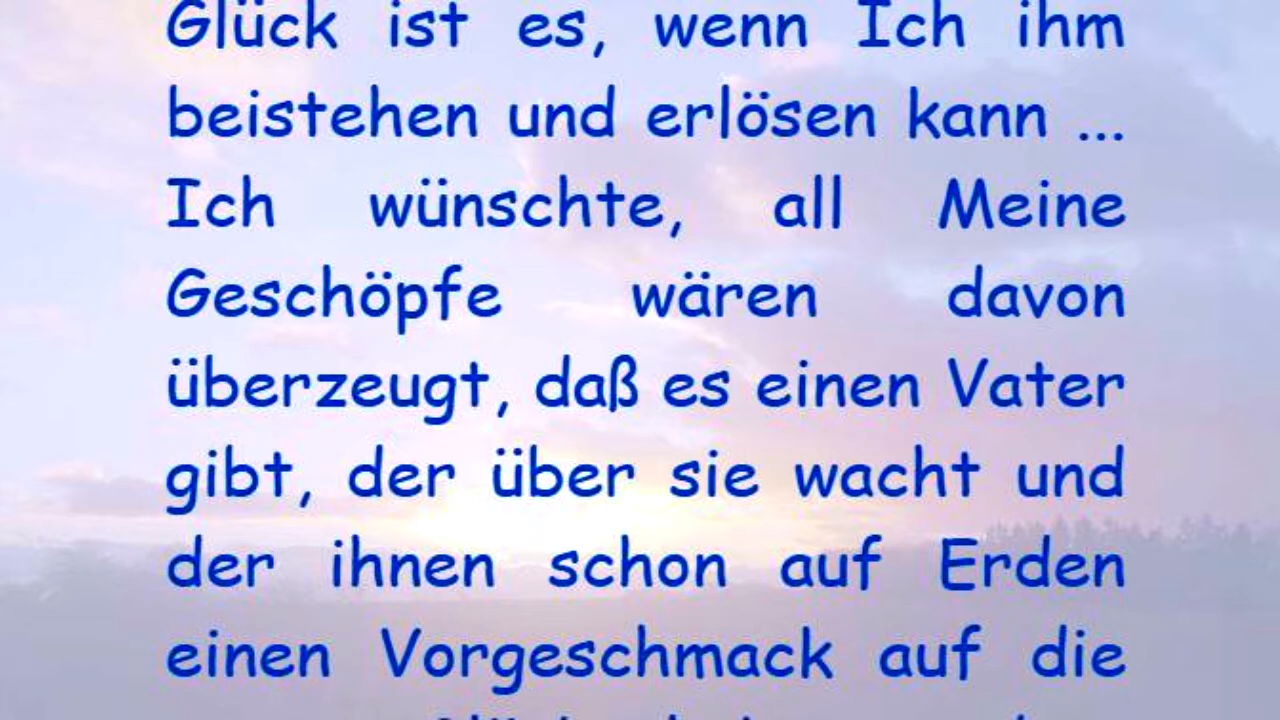 Glück ist es, wenn Ich ihm
beistehen und erlösen kann ...
Ich wünschte, all Meine
Geschöpfe wären davon
überzeugt, daß es einen Vater
gibt, der über sie wacht und
der ihnen schon auf Erden
einen Vorgeschmack auf die